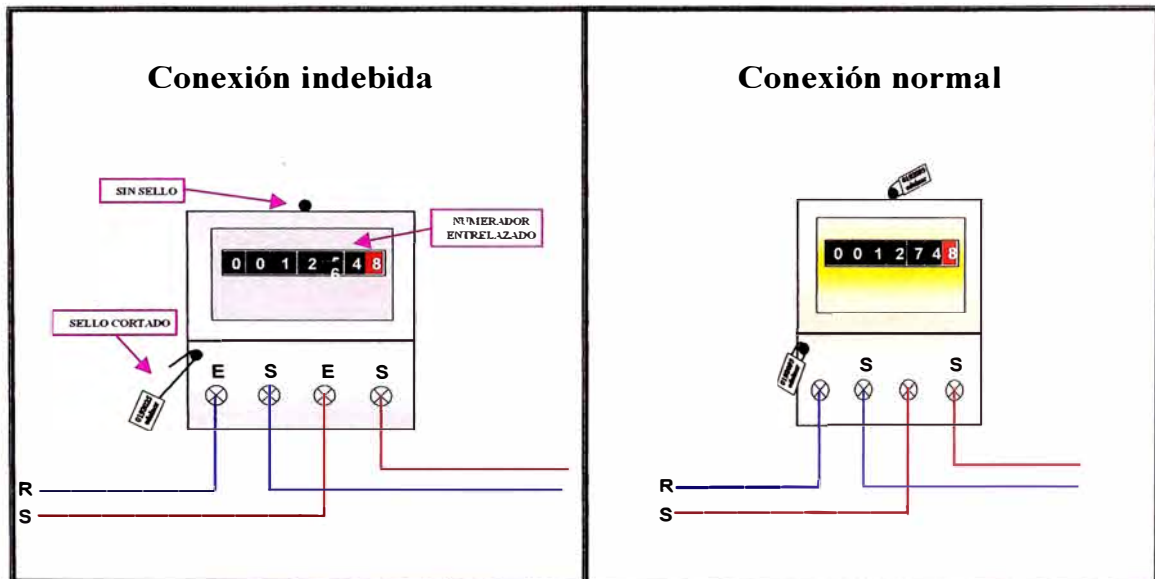 Conexión indebida
SIN SELLO
NUMERADOR
ENTRELAZADO
0 0 1 2 5 6 4 8
SELLO CORTADO
E S E S
R
S
Conexión normal
0 0 1 2 7 4 8
S S
R
S